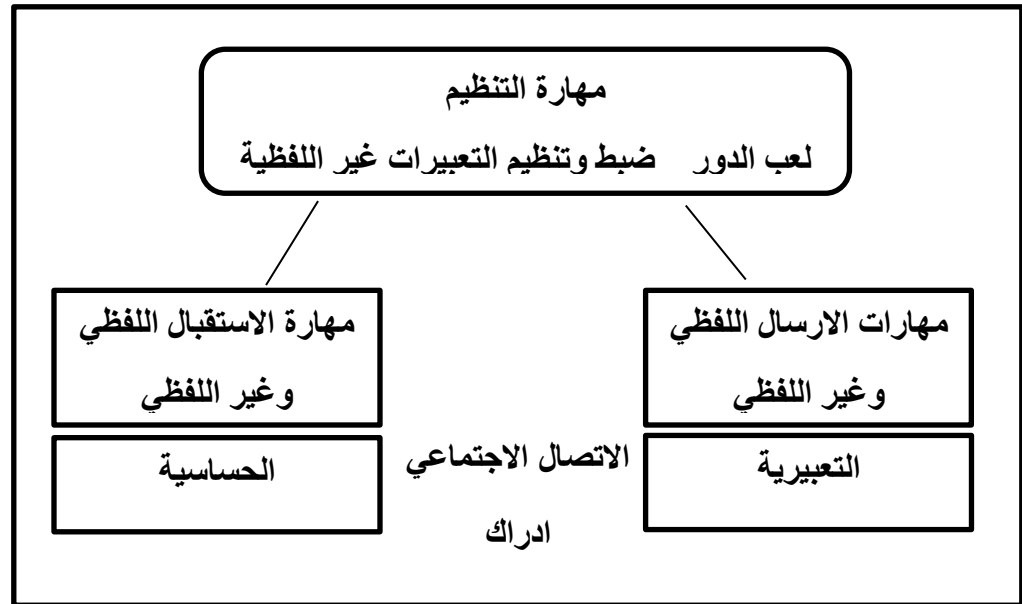 مهارة التنظيم
لعب الدور ضبط وتنظيم التعبيرات غير اللفظية
مهارات الارسال اللفظي
وغير اللفظي
التعبيرية
مهارة الاستقبال اللفظي
وغير اللفظي
الحساسية
الاتصال الاجتماعي
ادراك